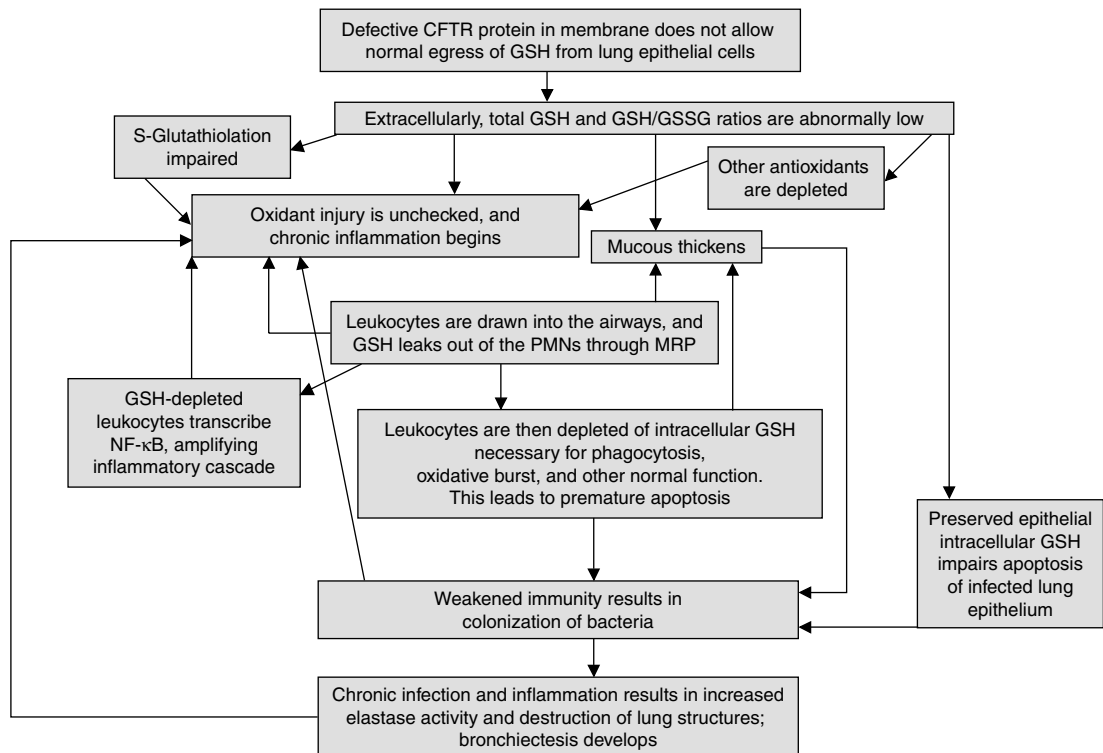 Defective CFTR protein in membrane does not allow
normal egress of GSH from lung epithelial cells
Extracellularly, total GSH and GSH/GSSG ratios are abnormally low
S-Glutathiolation
impaired
Other antioxidants
are depleted
Oxidant injury is unchecked, and
chronic inflammation begins
Mucous thickens
Leukocytes are drawn into the airways, and
GSH leaks out of the PMNs through MRP
GSH-depleted
leukocytes transcribe
NF-κB, amplifying
inflammatory cascade
Leukocytes are then depleted of intracellular GSH
necessary for phagocytosis,
oxidative burst, and other normal function.
This leads to premature apoptosis
Preserved epithelial
intracellular GSH
impairs apoptosis
of infected lung
epithelium
Weakened immunity results in
colonization of bacteria
Chronic infection and inflammation results in increased
elastase activity and destruction of lung structures;
bronchiectesis develops